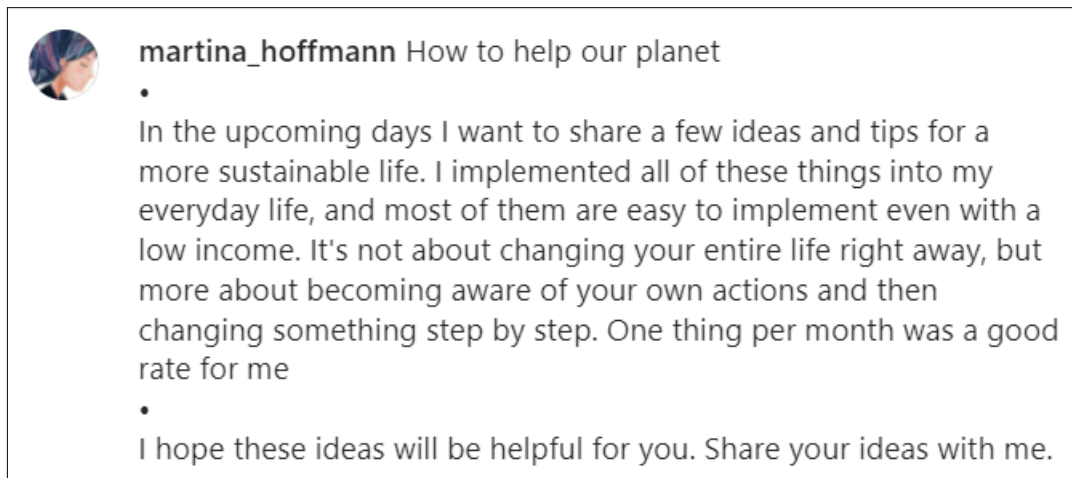 martina_hoffmann How to help our planet
•
In the upcoming days I want to share a few ideas and tips for a
more sustainable life. I implemented all of these things into my
everyday life, and most of them are easy to implement even with a
low income. It's not about changing your entire life right away, but
more about becoming aware of your own actions and then
changing something step by step. One thing per month was a good
rate for me
•
I hope these ideas will be helpful for you. Share your ideas with me.